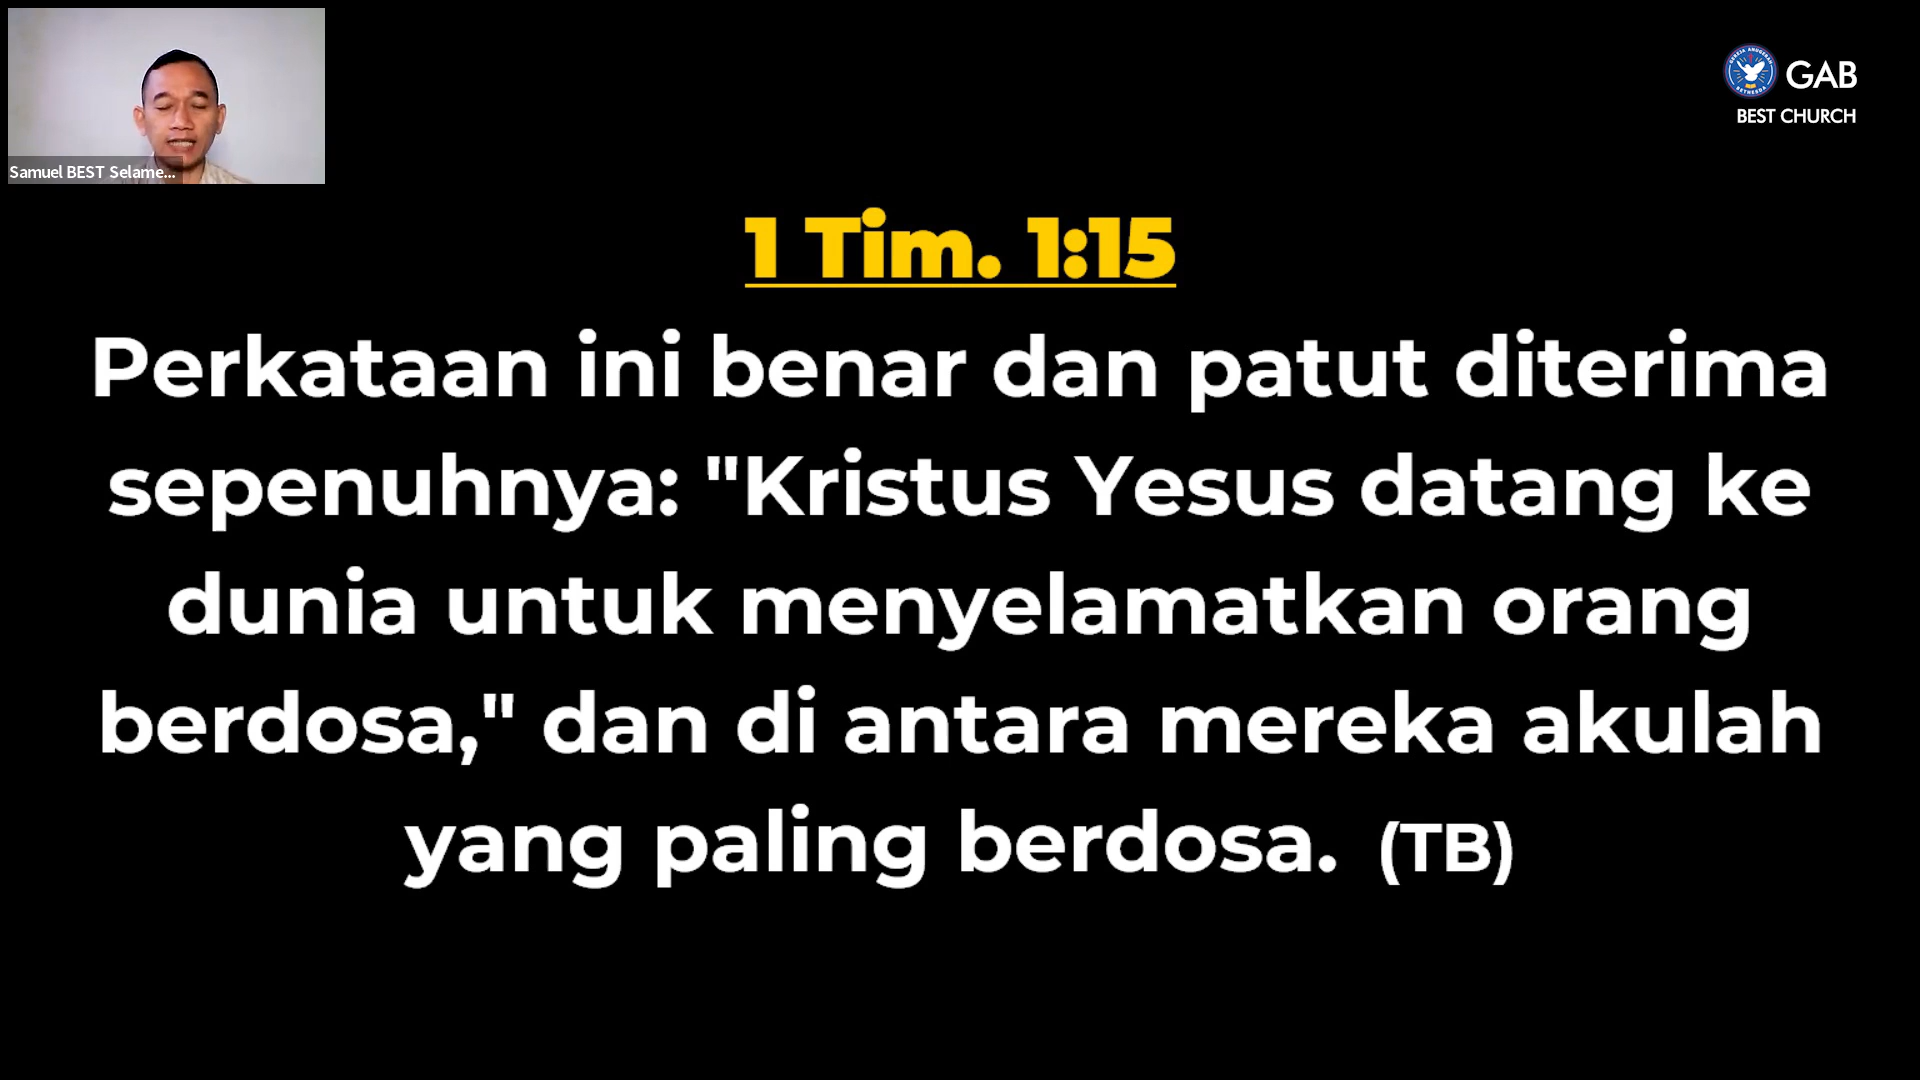 Samuel BEST Selame...
GAB
BEST CHURCH
1 Tim. 1:15
Perkataan ini benar dan patut diterima
sepenuhnya: "Kristus Yesus datang ke
dunia untuk menyelamatkan orang
berdosa," dan di antara mereka akulah
yang paling berdosa. (TB)